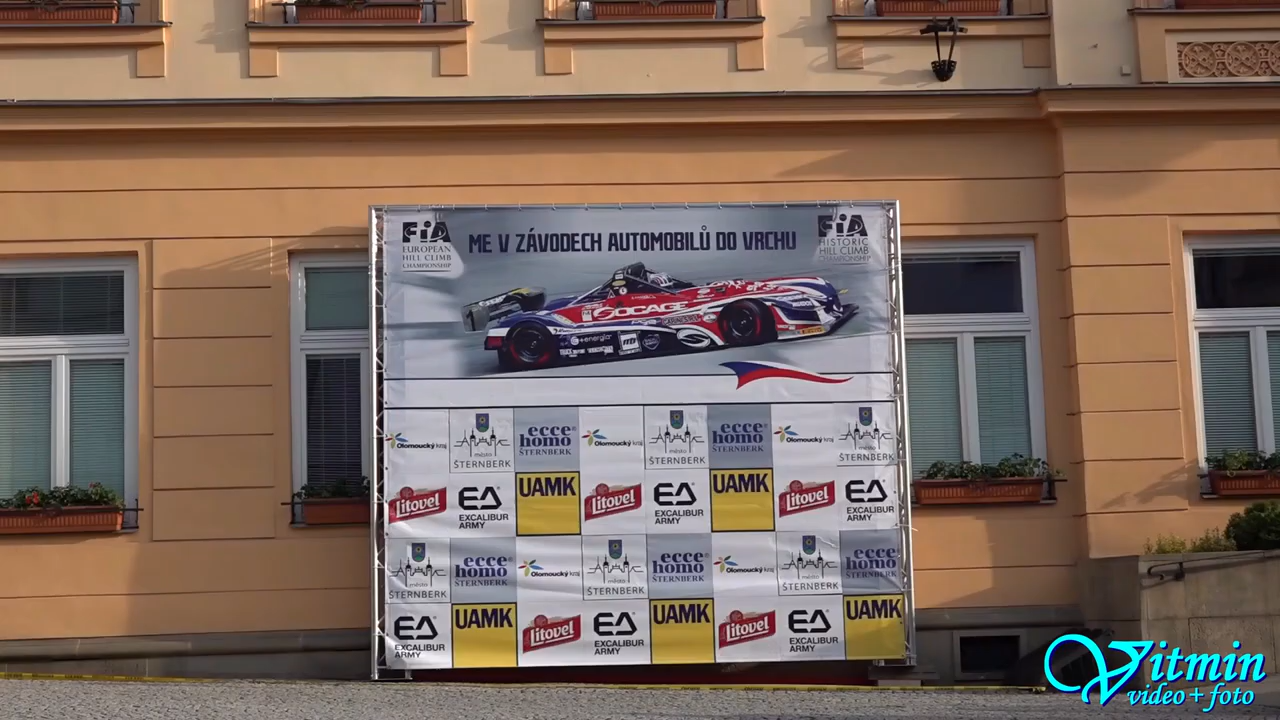 FIA
EUROPEAN
HILL CLIMB
CHAMPIONSHIP
ME V ZÁVODECH AUTOMOBILŮ DO VRCHU
FIA
HISTORIC
HILL CLIMB
CHAMPIONSHIP
SOCAGE
+energia
Olomoucký kraj
město
ŠTERNBERK
ecce
homo
ŠTERNBERK
Olomoucký kraj
město
ŠTERNBERK
ecce
homo
ŠTERNBERK
Olomoucký kraj
město
ŠTERNBERK
Litovel
EA
EXCALIBUR
ARMY
UAMK
Litovel
EA
EXCALIBUR
ARMY
UAMK
Litovel
EA
EXCALIBUR
ARMY
město
ŠTERNBERK
ecce
homo
ŠTERNBERK
Olomoucký kraj
město
ŠTERNBERK
ecce
homo
ŠTERNBERK
Olomoucký kraj
město
ŠTERNBERK
ecce
homo
ŠTERNBERK
EA
EXCALIBUR
ARMY
UAMK
Litovel
EA
EXCALIBUR
ARMY
UAMK
Litovel
EA
EXCALIBUR
ARMY
UAMK
Vitmin
video+foto